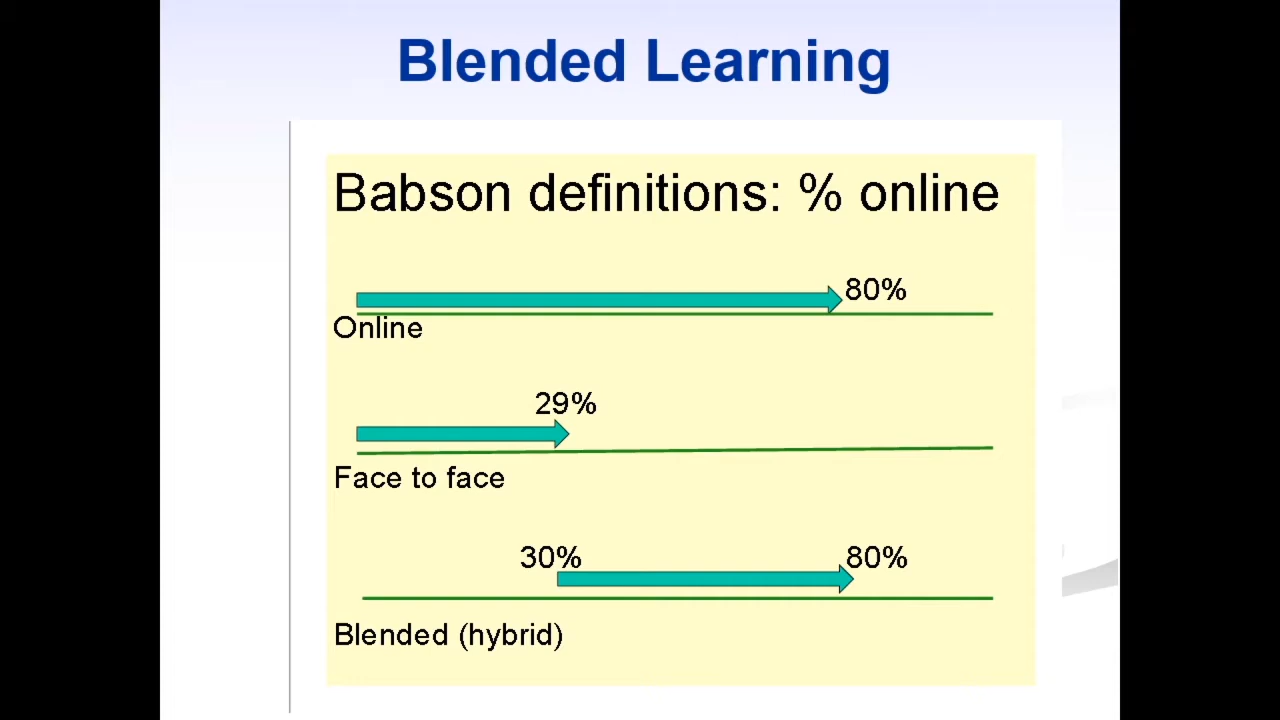 Blended Learning
Babson definitions: % online
80%
Online
29%
Face to face
30% 80%
Blended (hybrid)